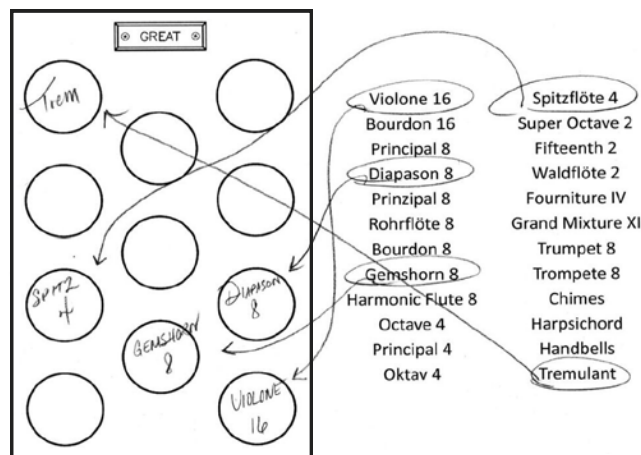 GREAT
Trem
SPITZ
4
DIAPASON
8
GEMSHORN
8
VIOLONE
16
Violone 16
Bourdon 16
Principal 8
Diapason 8
Prinzipal 8
Rohrflöte 8
Bourdon 8
Gemshorn 8
Harmonic Flute 8
Octave 4
Principal 4
Oktav 4
Spitzflöte 4
Super Octave 2
Fifteenth 2
Waldflöte 2
Fourniture IV
Grand Mixture XI
Trumpet 8
Trompete 8
Chimes
Harpsichord
Handbells
Tremulant